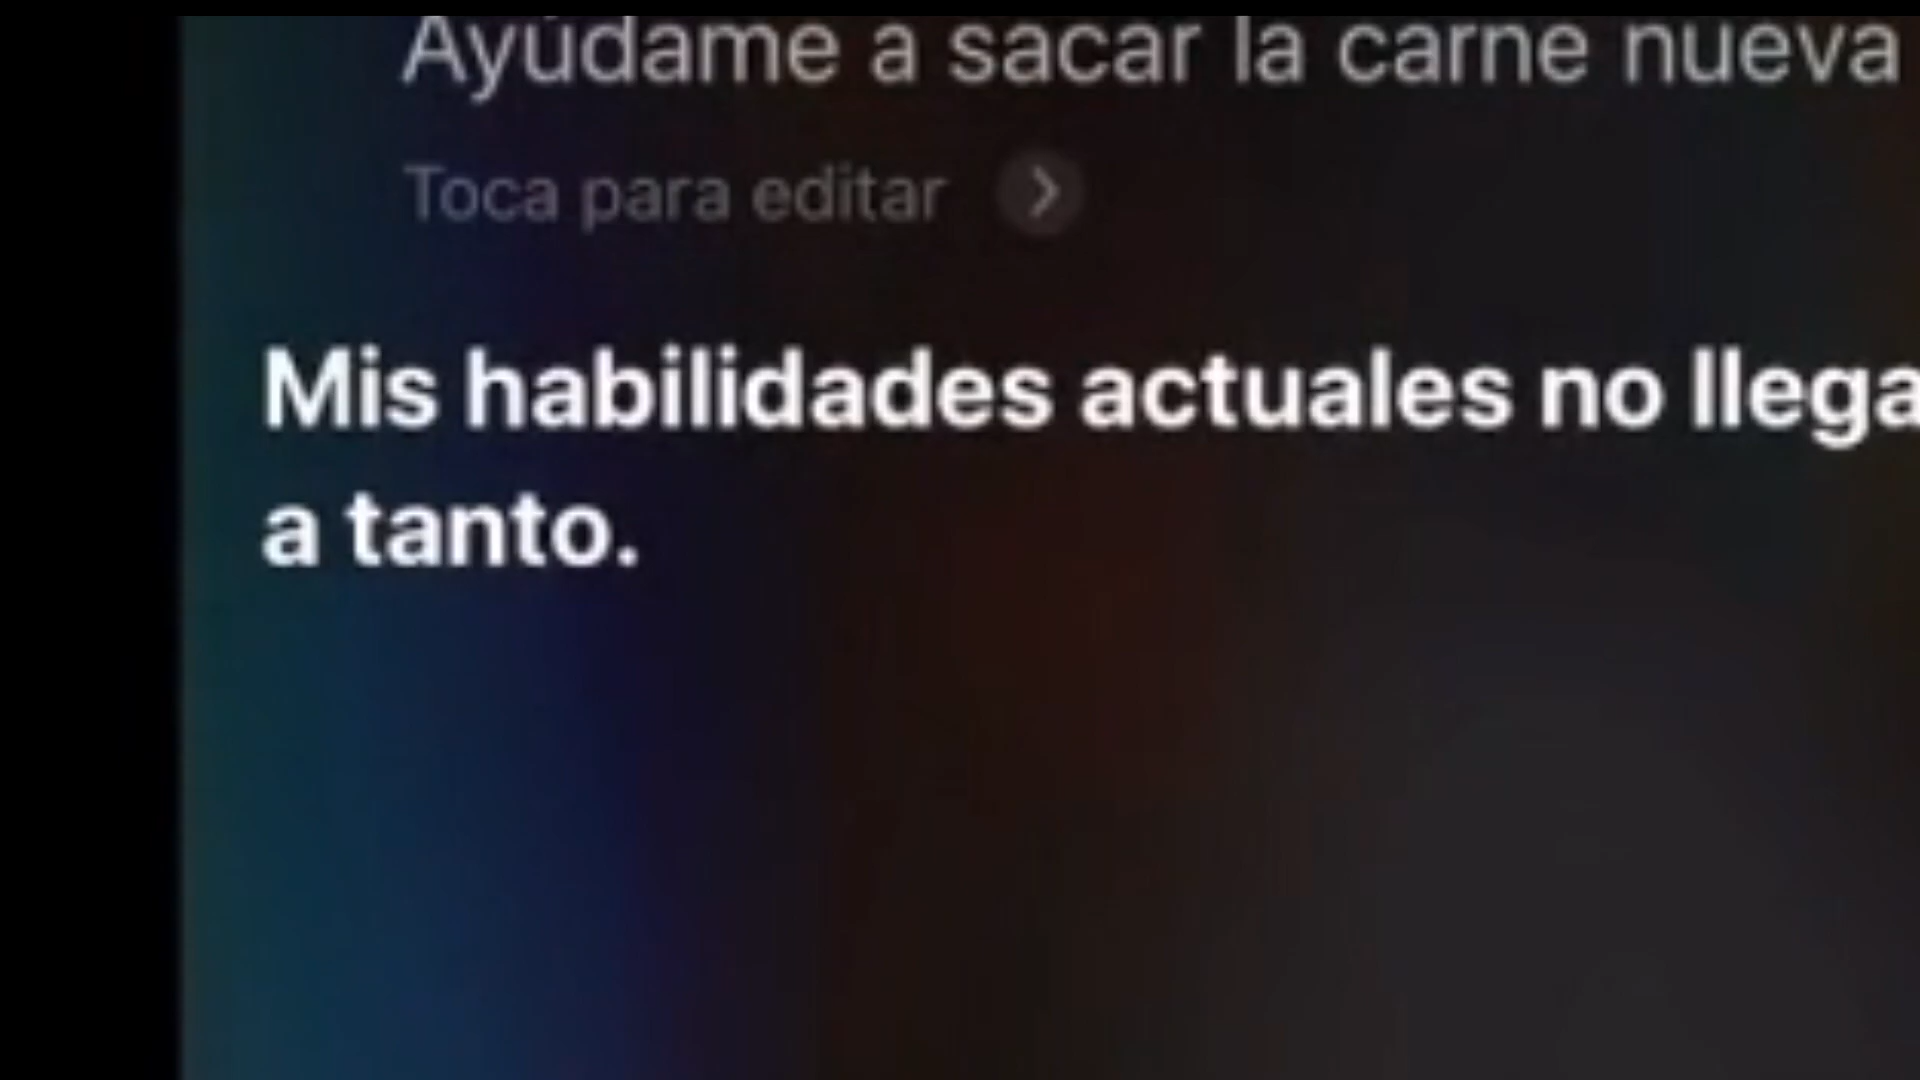 Ayúdame a sacar la carne nueva
Toca para editar
Mis habilidades actuales no llega
a tanto.